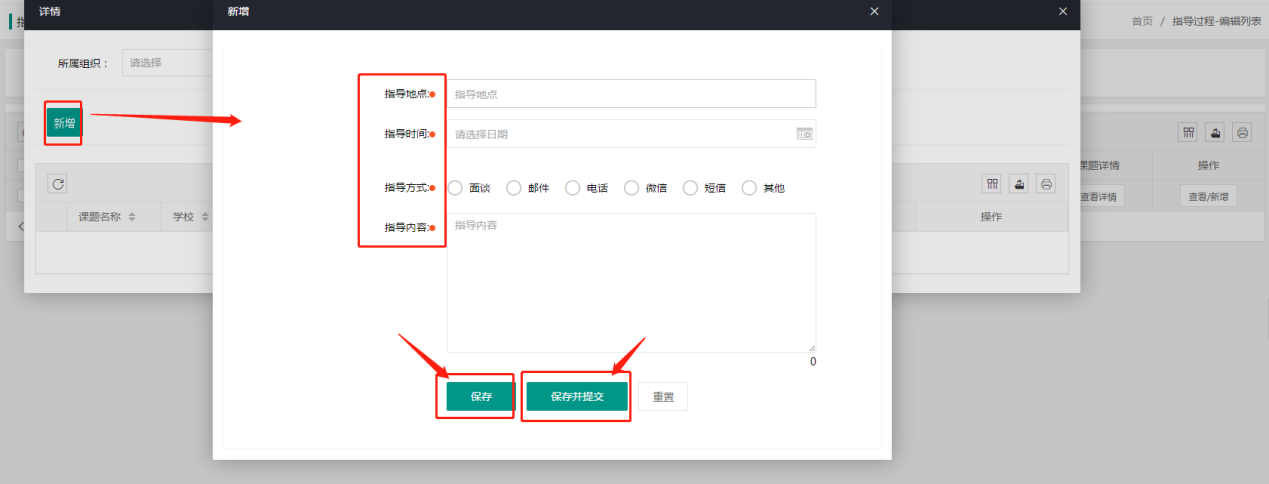 详情
新增
首页 / 指导过程-编辑列表
所属组织： 请选择
新增
指导地点: 指导地点
指导时间: 请选择日期
指导方式: 面谈 邮件 电话 微信 短信 其他
指导内容: 指导内容
课题详情 操作
查看详情 查看/新增
课题名称 学校 操作
0
保存 保存并提交 重置